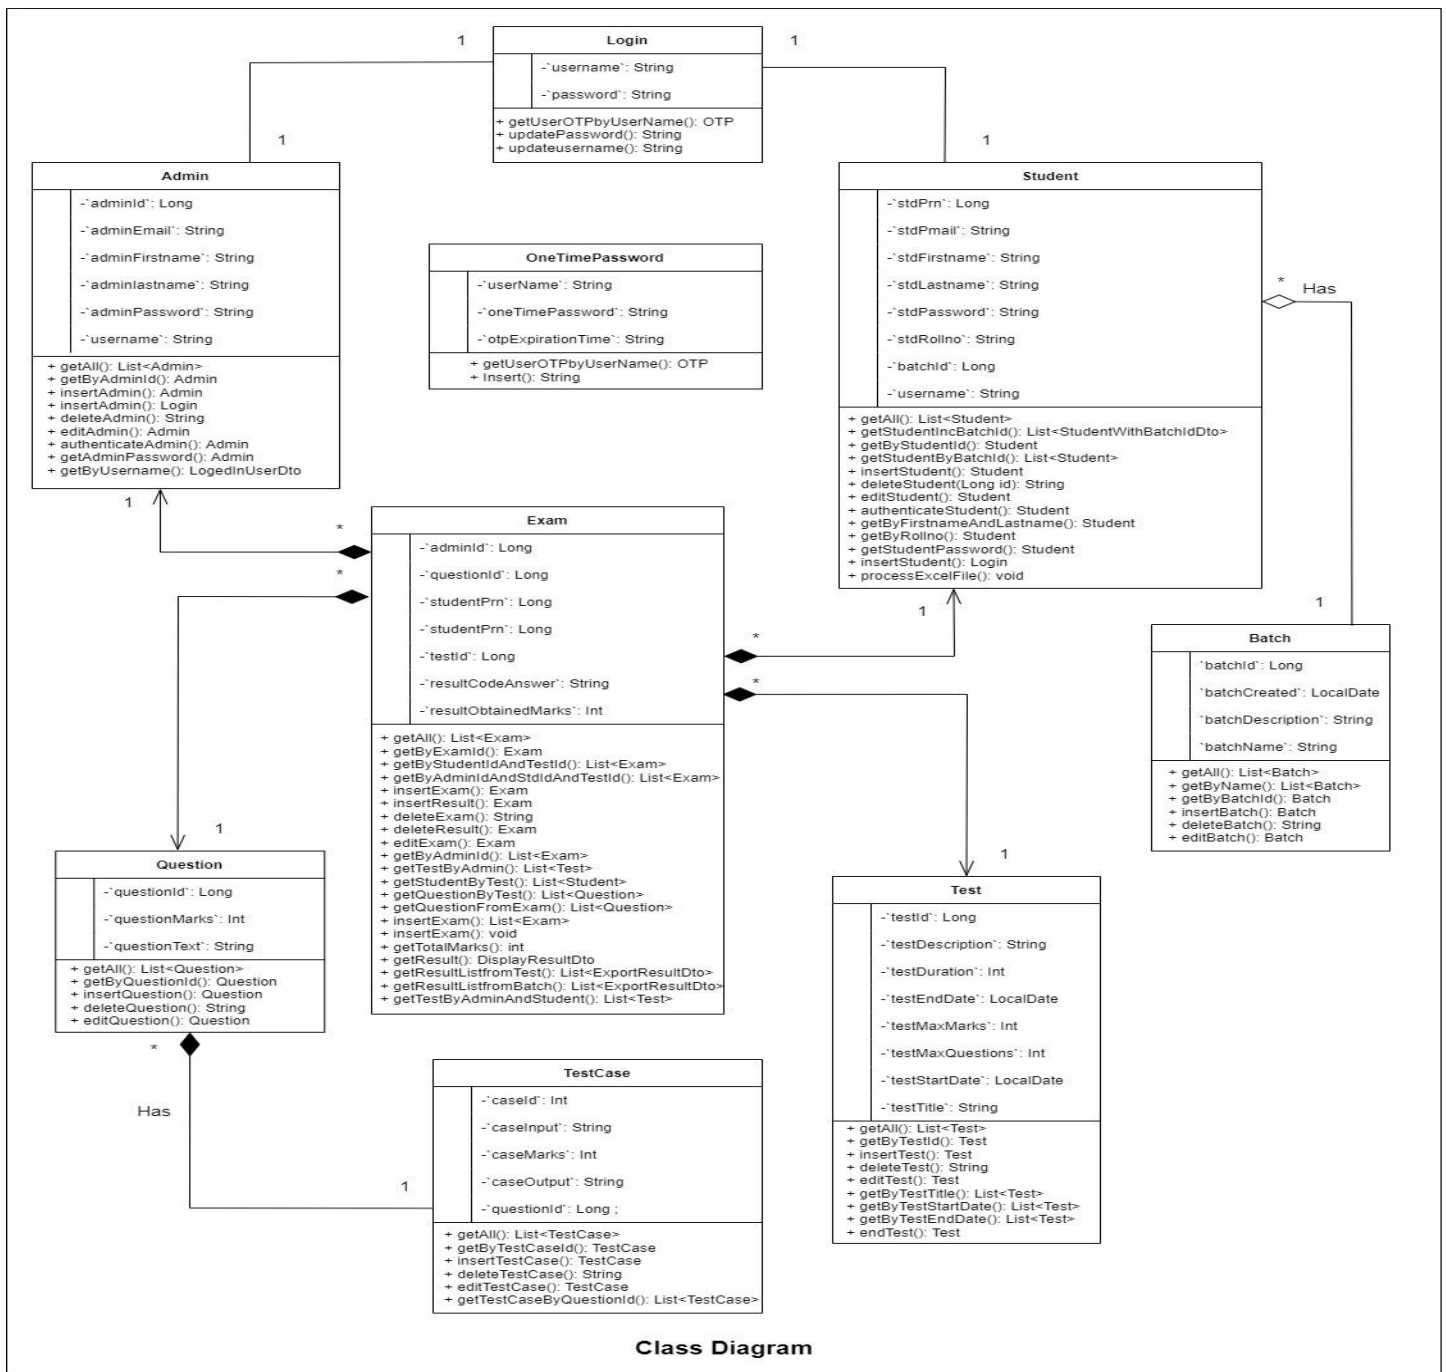 1
1
Login
-`username`: String
-`password`: String
+ getUserOTPbyUserName(): OTP
+ updatePassword(): String
+ updateusername(): String
1
1
Admin
-`adminId`: Long
-`adminEmail`: String
-`adminFirstname`: String
-`adminlastname`: String
-`adminPassword`: String
-`username`: String
+ getAll(): List<Admin>
+ getByAdminId(): Admin
+ insertAdmin(): Admin
+ insertAdmin(): Login
+ deleteAdmin(): String
+ editAdmin(): Admin
+ authenticateAdmin(): Admin
+ getAdminPassword(): Admin
+ getByUsername(): LogedInUserDto
OneTimePassword
-`userName`: String
-`oneTimePassword`: String
-`otpExpirationTime`: String
+ getUserOTPbyUserName(): OTP
+ Insert(): String
Student
-`stdPrn`: Long
-`stdPmail`: String
-`stdFirstname`: String
-`stdLastname`: String
-`stdPassword`: String
-`stdRollno`: String
-`batchId`: Long
-`username`: String
+ getAll(): List<Student>
+ getStudentIncBatchId(): List<StudentWithBatchIdDto>
+ getByStudentId(): Student
+ getStudentByBatchId(): List<Student>
+ insertStudent(): Student
+ deleteStudent(Long id): String
+ editStudent(): Student
+ authenticateStudent(): Student
+ getByFirstnameAndLastname(): Student
+ getByRollno(): Student
+ getStudentPassword(): Student
+ insertStudent(): Login
+ processExcelFile(): void
*
Has
1
1
*
*
Exam
-`adminId`: Long
-`questionId`: Long
-`studentPrn`: Long
-`studentPrn`: Long
-`testId`: Long
-`resultCodeAnswer`: String
-`resultObtainedMarks`: Int
+ getAll(): List<Exam>
+ getByExamId(): Exam
+ getByStudentIdAndTestId(): List<Exam>
+ getByAdminIdAndStdIdAndTestId(): List<Exam>
+ insertExam(): Exam
+ insertResult(): Exam
+ deleteExam(): String
+ deleteResult(): Exam
+ editExam(): Exam
+ getByAdminId(): List<Exam>
+ getTestByAdmin(): List<Test>
+ getStudentByTest(): List<Student>
+ getQuestionByTest(): List<Question>
+ getQuestionFromExam(): List<Question>
+ insertExam(): List<Exam>
+ insertExam(): void
+ getTotalMarks(): int
+ getResult(): DisplayResultDto
+ getResultListfromTest(): List<ExportResultDto>
+ getResultListfromBatch(): List<ExportResultDto>
+ getTestByAdminAndStudent(): List<Test>
1
*
*
Batch
`batchId`: Long
`batchCreated`: LocalDate
`batchDescription`: String
`batchName`: String
+ getAll(): List<Batch>
+ getByName(): List<Batch>
+ getByBatchId(): Batch
+ insertBatch(): Batch
+ deleteBatch(): String
+ editBatch(): Batch
1
1
Question
-`questionId`: Long
-`questionMarks`: Int
-`questionText`: String
+ getAll(): List<Question>
+ getByQuestionId(): Question
+ insertQuestion(): Question
+ deleteQuestion(): String
+ editQuestion(): Question
*
Has
1
Test
-`testId`: Long
-`testDescription`: String
-`testDuration`: Int
-`testEndDate`: LocalDate
-`testMaxMarks`: Int
-`testMaxQuestions`: Int
-`testStartDate`: LocalDate
-`testTitle`: String
+ getAll(): List<Test>
+ getByTestId(): Test
+ insertTest(): Test
+ deleteTest(): String
+ editTest(): Test
+ getByTestTitle(): List<Test>
+ getByTestStartDate(): List<Test>
+ getByTestEndDate(): List<Test>
+ endTest(): Test
TestCase
-`caseId`: Int
-`caseInput`: String
-`caseMarks`: Int
-`caseOutput`: String
-`questionId`: Long ;
+ getAll(): List<TestCase>
+ getByTestCaseId(): TestCase
+ insertTestCase(): TestCase
+ deleteTestCase(): String
+ editTestCase(): TestCase
+ getTestCaseByQuestionId(): List<TestCase>
Class Diagram